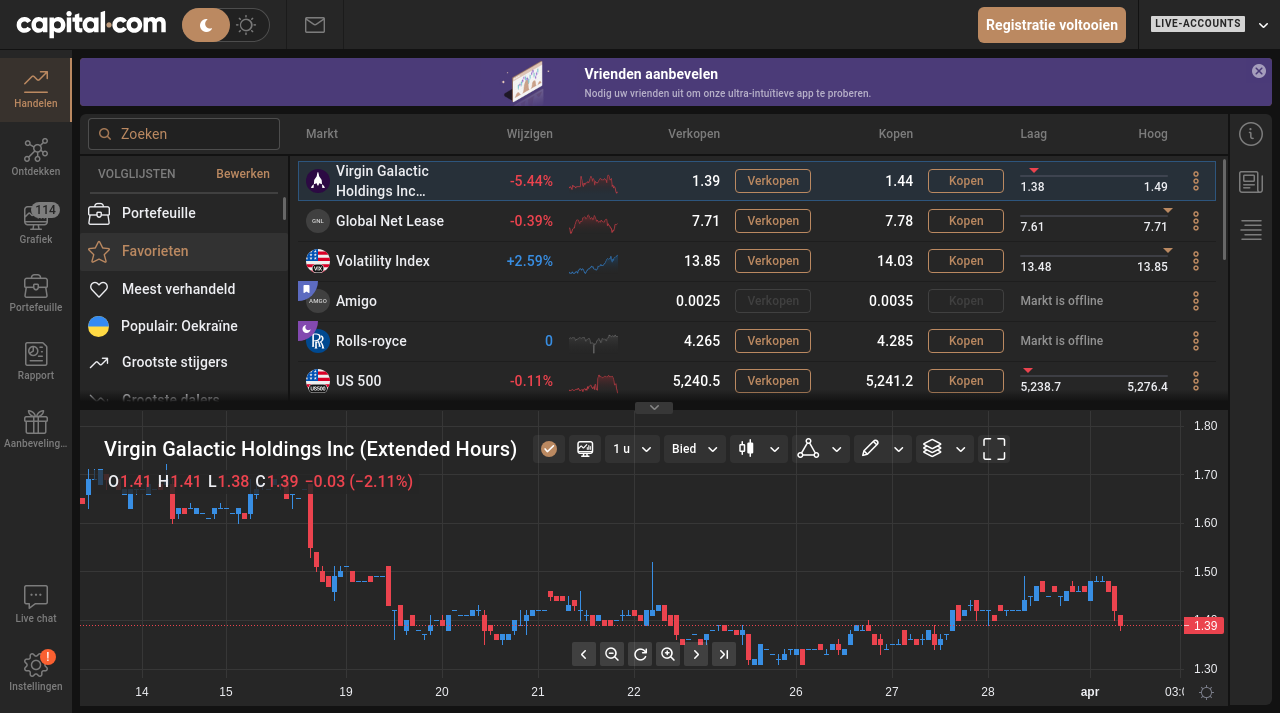 capital.com
Registratie voltooien
LIVE-ACCOUNTS
Handelen
Ontdekken
114
Grafiek
Portefeuille
Rapport
Aanbeveling...
Live chat
!
Instellingen
Vrienden aanbevelen
Nodig uw vrienden uit om onze ultra-intuïtieve app te proberen.
Zoeken
Markt Wijzigen Verkopen Kopen Laag Hoog
VOLGLIJSTEN Bewerken
Portefeuille
Favorieten
Meest verhandeld
Populair: Oekraïne
Grootste stijgers
Grootste dalers
Virgin Galactic
Holdings Inc... -5.44% 1.39 Verkopen 1.44 Kopen 1.38 1.49
GNL Global Net Lease -0.39% 7.71 Verkopen 7.78 Kopen 7.61 7.71
VIX Volatility Index +2.59% 13.85 Verkopen 14.03 Kopen 13.48 13.85
AMIGO Amigo 0.0025 Verkopen 0.0035 Kopen Markt is offline
Rolls-royce 0 4.265 Verkopen 4.285 Kopen Markt is offline
US500 US 500 -0.11% 5,240.5 Verkopen 5,241.2 Kopen 5,238.7 5,276.4
Virgin Galactic Holdings Inc (Extended Hours) 1 u Bied
O1.41 H1.41 L1.38 C1.39 −0.03 (−2.11%)
1.80
1.70
1.60
1.50
1.39
1.30
14 15 19 20 21 22 26 27 28 apr